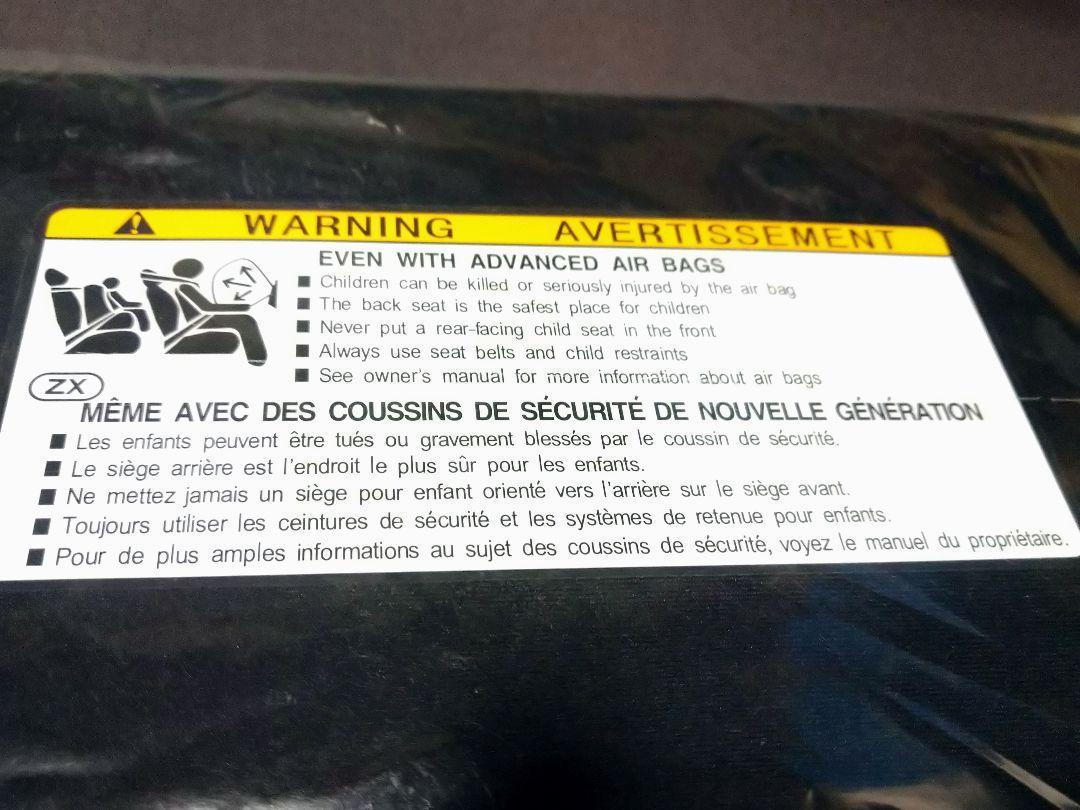 WARNING AVERTISSEMENT
EVEN WITH ADVANCED AIR BAGS
■ Children can be killed or seriously injured by the air bag
■ The back seat is the safest place for children
■ Never put a rear-facing child seat in the front
■ Always use seat belts and child restraints
■ See owner's manual for more information about air bags
ZX
MÊME AVEC DES COUSSINS DE SÉCURITÉ DE NOUVELLE GÉNÉRATION
■ Les enfants peuvent être tués ou gravement blessés par le coussin de sécurité.
■ Le siège arrière est l'endroit le plus sûr pour les enfants.
■ Ne mettez jamais un siège pour enfant orienté vers l'arrière sur le siège avant.
■ Toujours utiliser les ceintures de sécurité et les systèmes de retenue pour enfants.
■ Pour de plus amples informations au sujet des coussins de sécurité, voyez le manuel du propriétaire.